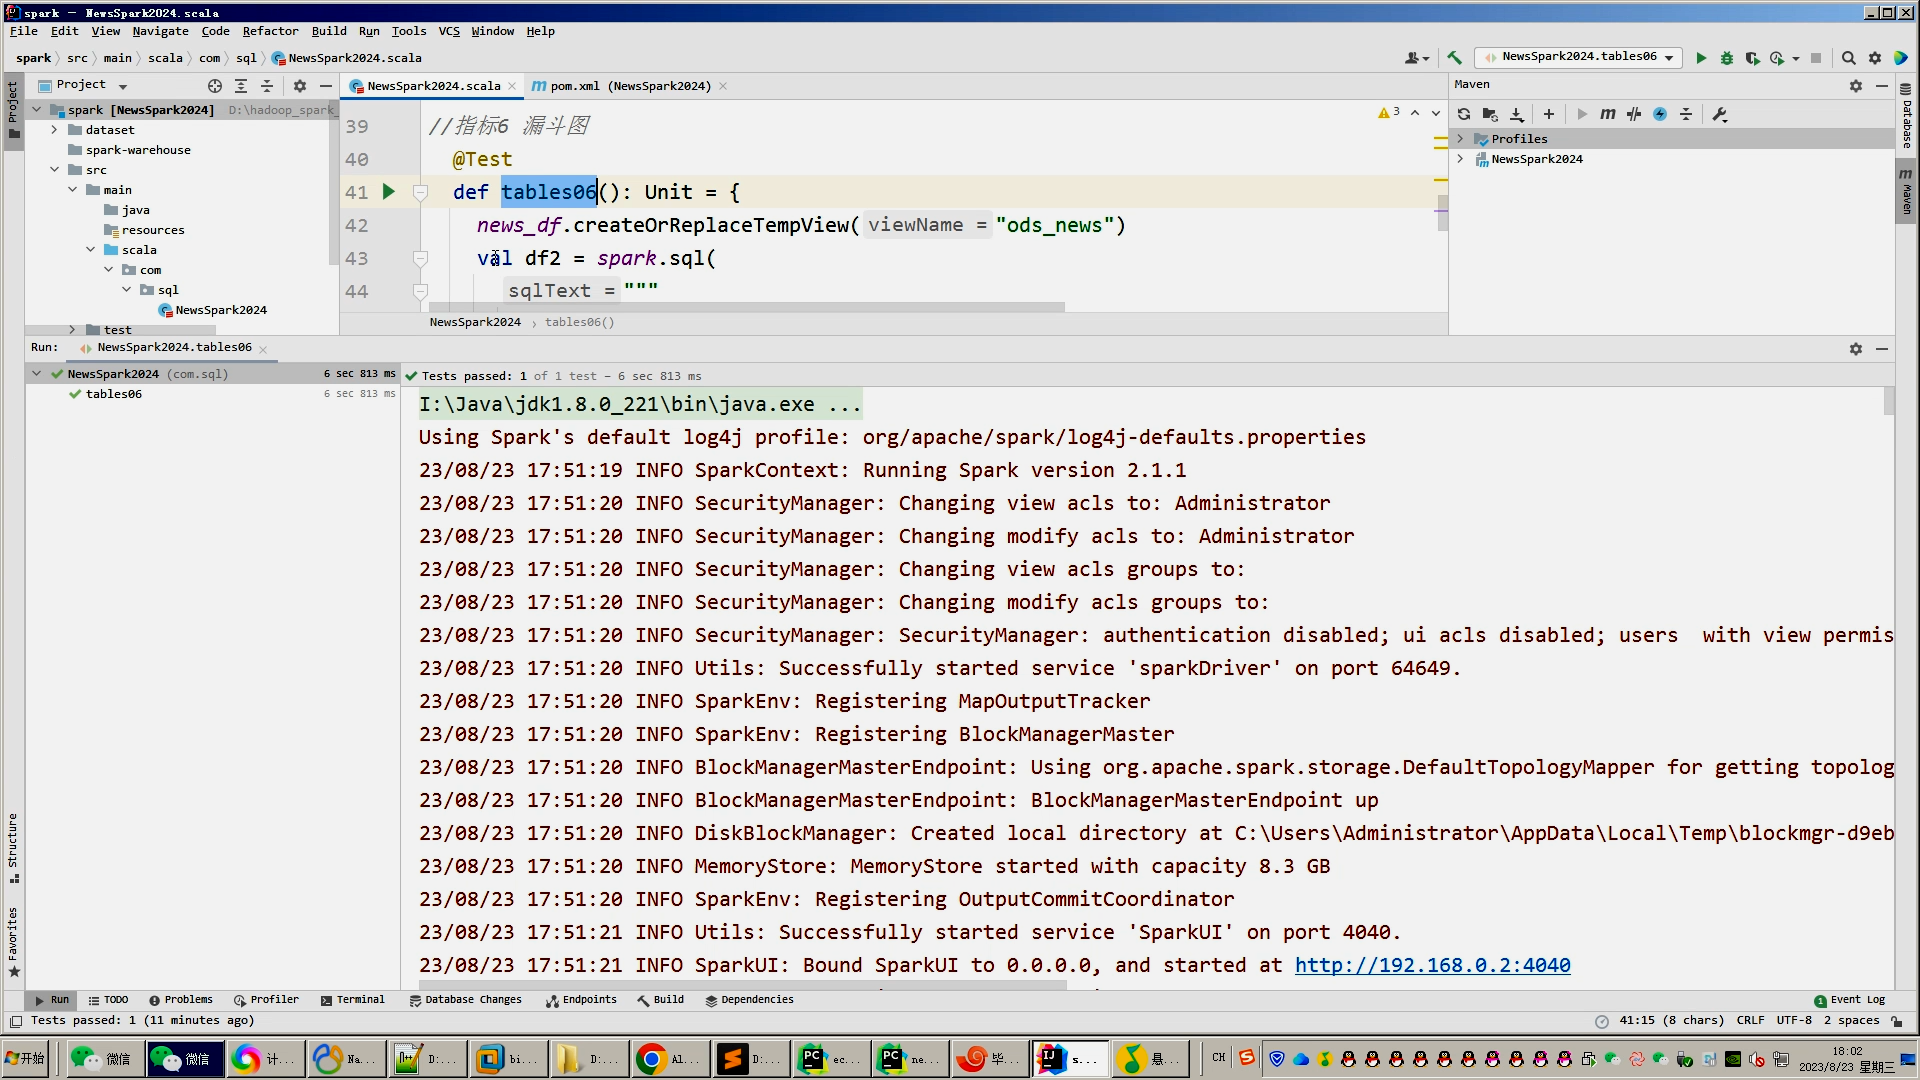 spark - NewsSpark2024.scala
File Edit View Navigate Code Refactor Build Run Tools VCS Window Help
spark src main scala com sql NewsSpark2024.scala
NewsSpark2024.tables06
Project
NewsSpark2024.scala
pom.xml (NewsSpark2024)
Maven
spark [NewsSpark2024] D:\hadoop_spark_
dataset
spark-warehouse
src
main
java
resources
scala
com
sql
NewsSpark2024
test
39 //指标6 漏斗图
3
40 @Test
41 def tables06(): Unit = {
42 news_df.createOrReplaceTempView( viewName = "ods_news")
43 val df2 = spark.sql(
44 sqlText = """
NewsSpark2024 tables06()
Profiles
NewsSpark2024
Database
Maven
Project
Structure
Favorites
Run: NewsSpark2024.tables06
NewsSpark2024 (com.sql) 6 sec 813 ms
tables06 6 sec 813 ms
Tests passed: 1 of 1 test – 6 sec 813 ms
I:\Java\jdk1.8.0_221\bin\java.exe ...
Using Spark's default log4j profile: org/apache/spark/log4j-defaults.properties
23/08/23 17:51:19 INFO SparkContext: Running Spark version 2.1.1
23/08/23 17:51:20 INFO SecurityManager: Changing view acls to: Administrator
23/08/23 17:51:20 INFO SecurityManager: Changing modify acls to: Administrator
23/08/23 17:51:20 INFO SecurityManager: Changing view acls groups to:
23/08/23 17:51:20 INFO SecurityManager: Changing modify acls groups to:
23/08/23 17:51:20 INFO SecurityManager: SecurityManager: authentication disabled; ui acls disabled; users  with view permis
23/08/23 17:51:20 INFO Utils: Successfully started service 'sparkDriver' on port 64649.
23/08/23 17:51:20 INFO SparkEnv: Registering MapOutputTracker
23/08/23 17:51:20 INFO SparkEnv: Registering BlockManagerMaster
23/08/23 17:51:20 INFO BlockManagerMasterEndpoint: Using org.apache.spark.storage.DefaultTopologyMapper for getting topolog
23/08/23 17:51:20 INFO BlockManagerMasterEndpoint: BlockManagerMasterEndpoint up
23/08/23 17:51:20 INFO DiskBlockManager: Created local directory at C:\Users\Administrator\AppData\Local\Temp\blockmgr-d9eb
23/08/23 17:51:20 INFO MemoryStore: MemoryStore started with capacity 8.3 GB
23/08/23 17:51:20 INFO SparkEnv: Registering OutputCommitCoordinator
23/08/23 17:51:21 INFO Utils: Successfully started service 'SparkUI' on port 4040.
23/08/23 17:51:21 INFO SparkUI: Bound SparkUI to 0.0.0.0, and started at http://192.168.0.2:4040
Run TODO Problems Profiler Terminal Database Changes Endpoints Build Dependencies 1 Event Log
Tests passed: 1 (11 minutes ago) 41:15 (8 chars) CRLF UTF-8 2 spaces
开始 微信 微信 计... Na... D:... bi... D:... Al... D:... ec... ne... 毕... s... 悬... CH
18:02
2023/8/23 星期三